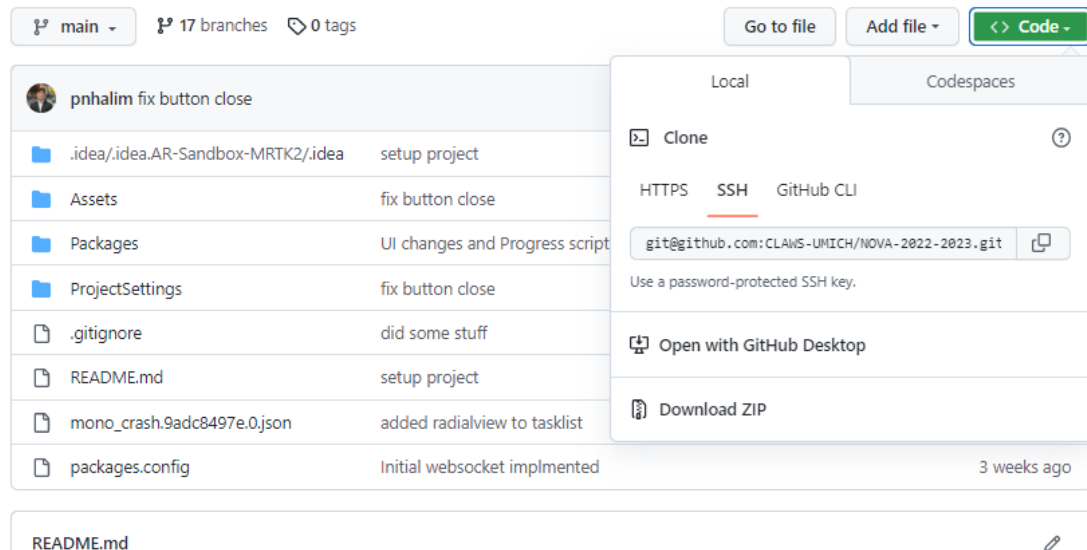 main 17 branches 0 tags Go to file Add file <> Code
pnhalim fix button close
.idea/.idea.AR-Sandbox-MRTK2/.idea setup project
Assets fix button close
Packages UI changes and Progress script
ProjectSettings fix button close
.gitignore did some stuff
README.md setup project
mono_crash.9adc8497e.0.json added radialview to tasklist
packages.config Initial websocket implmented 3 weeks ago
Local Codespaces
Clone
HTTPS SSH GitHub CLI
git@github.com:CLAWS-UMICH/NOVA-2022-2023.git
Use a password-protected SSH key.
Open with GitHub Desktop
Download ZIP
README.md